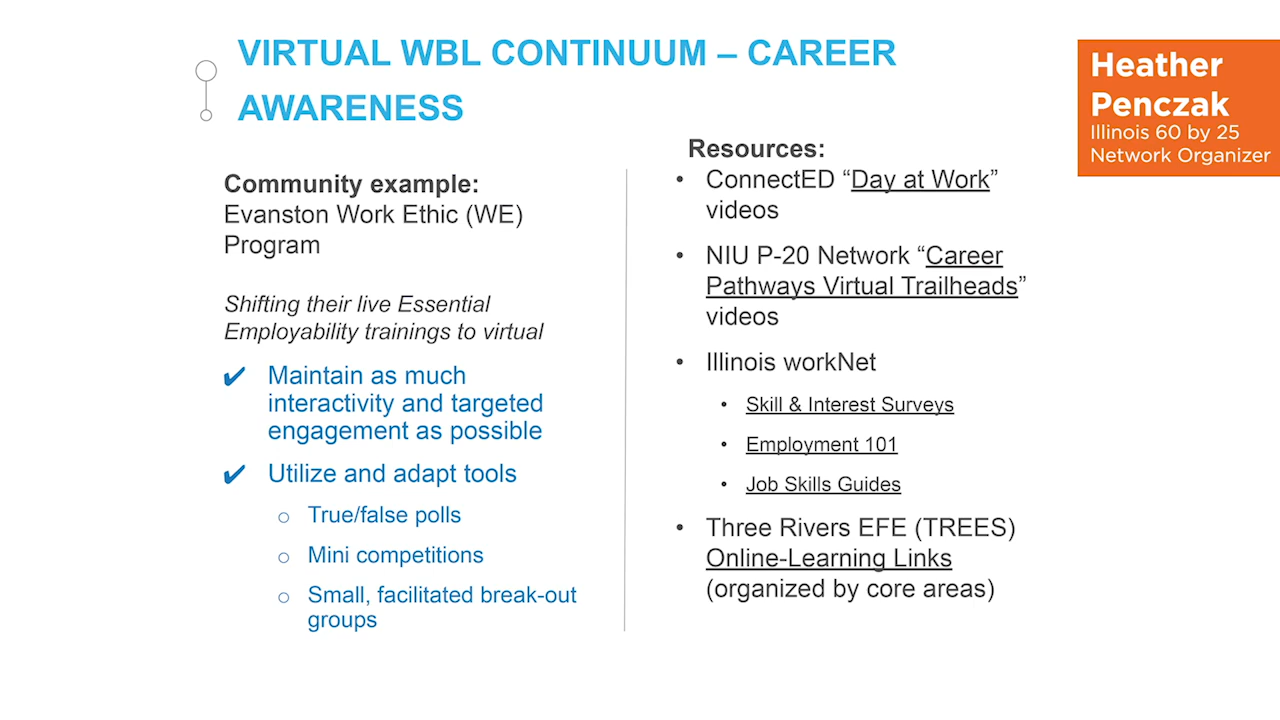 VIRTUAL WBL CONTINUUM – CAREER
AWARENESS
Heather
Penczak
Illinois 60 by 25
Network Organizer
Community example:
Evanston Work Ethic (WE)
Program
Shifting their live Essential
Employability trainings to virtual
✔ Maintain as much
interactivity and targeted
engagement as possible
✔ Utilize and adapt tools
○ True/false polls
○ Mini competitions
○ Small, facilitated break-out
groups
Resources:
• ConnectED “Day at Work”
videos
• NIU P-20 Network “Career
Pathways Virtual Trailheads”
videos
• Illinois workNet
• Skill & Interest Surveys
• Employment 101
• Job Skills Guides
• Three Rivers EFE (TREES)
Online-Learning Links
(organized by core areas)